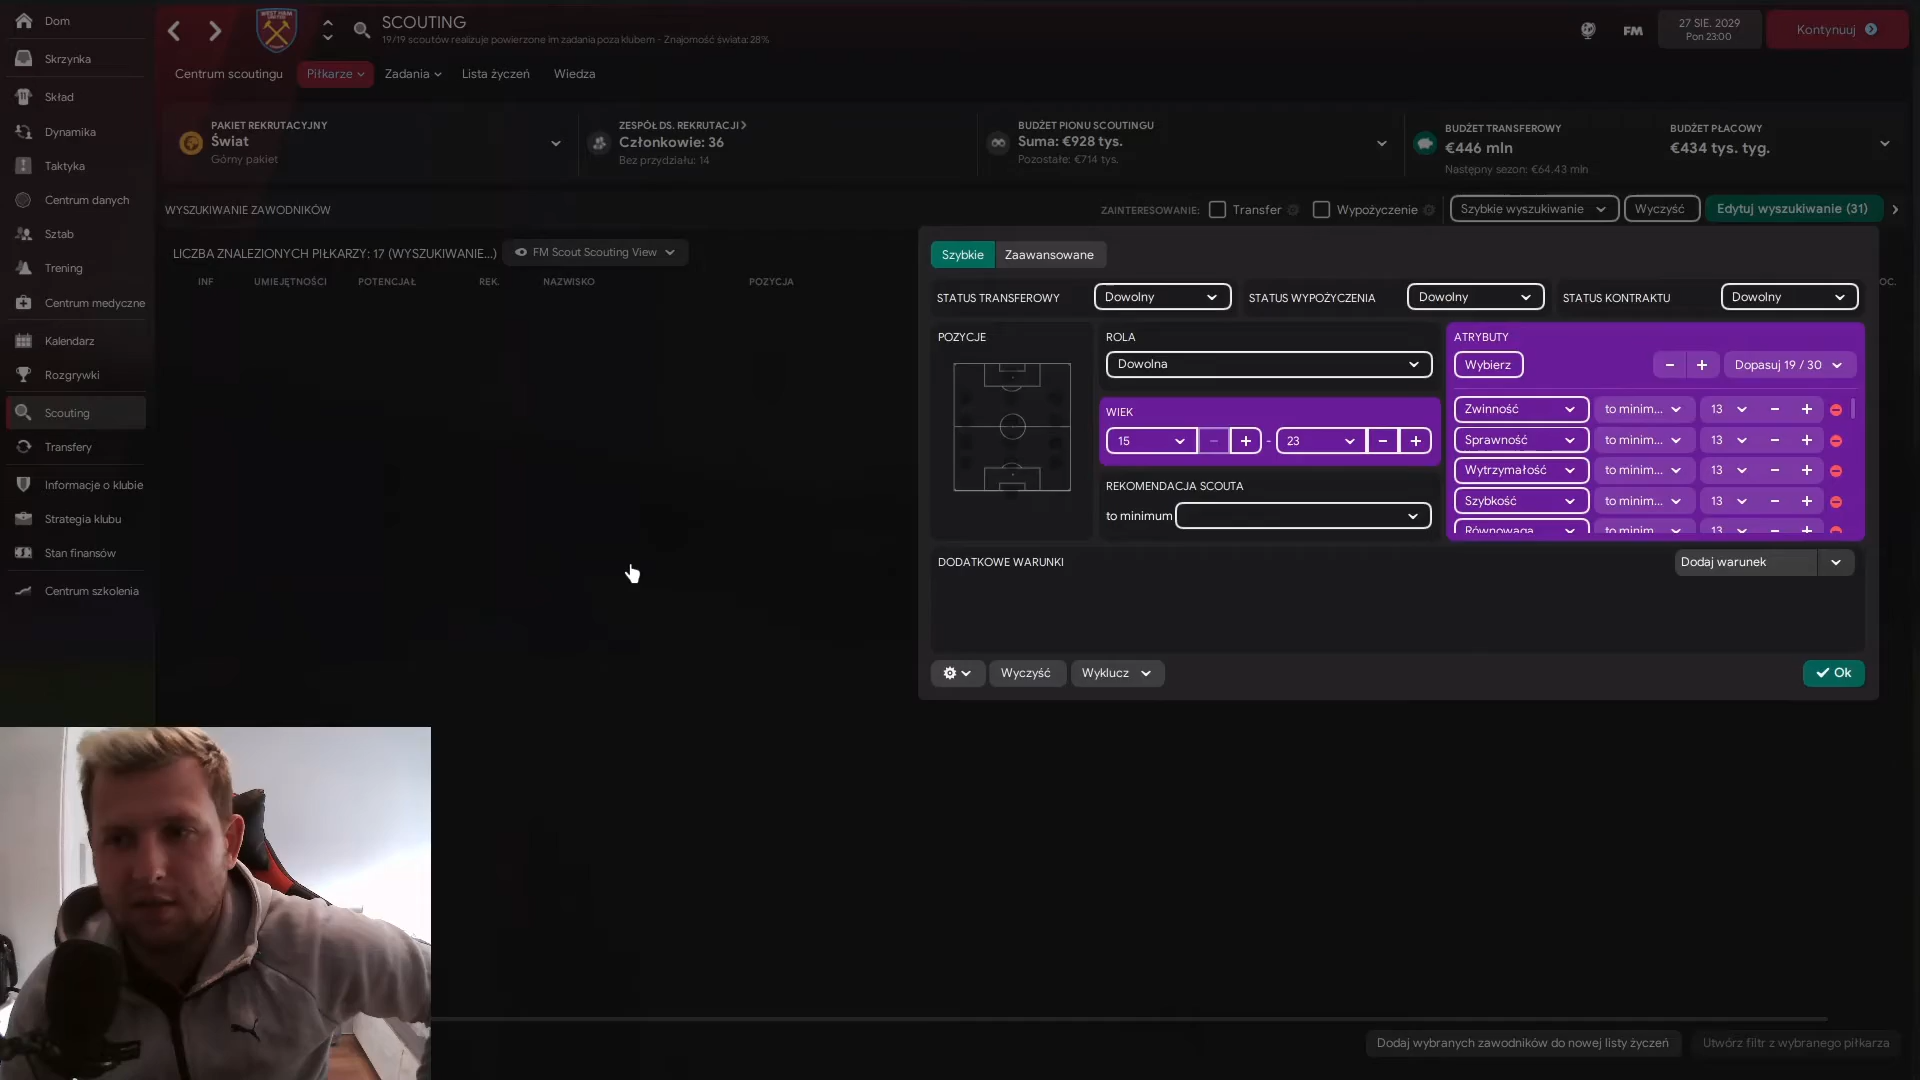 Dom
Skrzynka
Skład
Dynamika
Taktyka
Centrum danych
Sztab
Trening
Centrum medyczne
Kalendarz
Rozgrywki
Scouting
Transfery
Informacje o klubie
Strategia klubu
Stan finansów
Centrum szkolenia
WEST HAM
UNITED
SCOUTING
19/19 scoutów realizuje powierzone im zadania poza klubem - Znajomość świata: 28%
FM
27 SIE. 2029
Pon 23:00
Kontynuuj
Centrum scoutingu
Piłkarze
Zadania
Lista życzeń
Wiedza
PAKIET REKRUTACYJNY
Świat
Górny pakiet
ZESPÓŁ DS. REKRUTACJI
Członkowie: 36
Bez przydziału: 14
BUDŻET PIONU SCOUTINGU
Suma: €928 tys.
Pozostałe: €714 tys.
BUDŻET TRANSFEROWY
€446 mln
Następny sezon: €64.43 mln
BUDŻET PŁACOWY
€434 tys. tyg.
WYSZUKIWANIE ZAWODNIKÓW
ZAINTERESOWANIE:
Transfer
Wypożyczenie
Szybkie wyszukiwanie
Wyczyść
Edytuj wyszukiwanie (31)
LICZBA ZNALEZIONYCH PIŁKARZY: 17 (WYSZUKIWANIE...)
FM Scout Scouting View
INF
UMIEJĘTNOŚCI
POTENCJAŁ
REK.
NAZWISKO
POZYCJA
OC.
Szybkie
Zaawansowane
STATUS TRANSFEROWY
Dowolny
STATUS WYPOŻYCZENIA
Dowolny
STATUS KONTRAKTU
Dowolny
POZYCJE
ROLA
Dowolna
WIEK
15
-
23
REKOMENDACJA SCOUTA
to minimum
ATRYBUTY
Wybierz
Dopasuj 19 / 30
Zwinność to minim... 13
Sprawność to minim... 13
Wytrzymałość to minim... 13
Szybkość to minim... 13
Równowaga to minim... 13
DODATKOWE WARUNKI
Dodaj warunek
Wyczyść
Wyklucz
Ok
Dodaj wybranych zawodników do nowej listy życzeń
Utwórz filtr z wybranego piłkarza